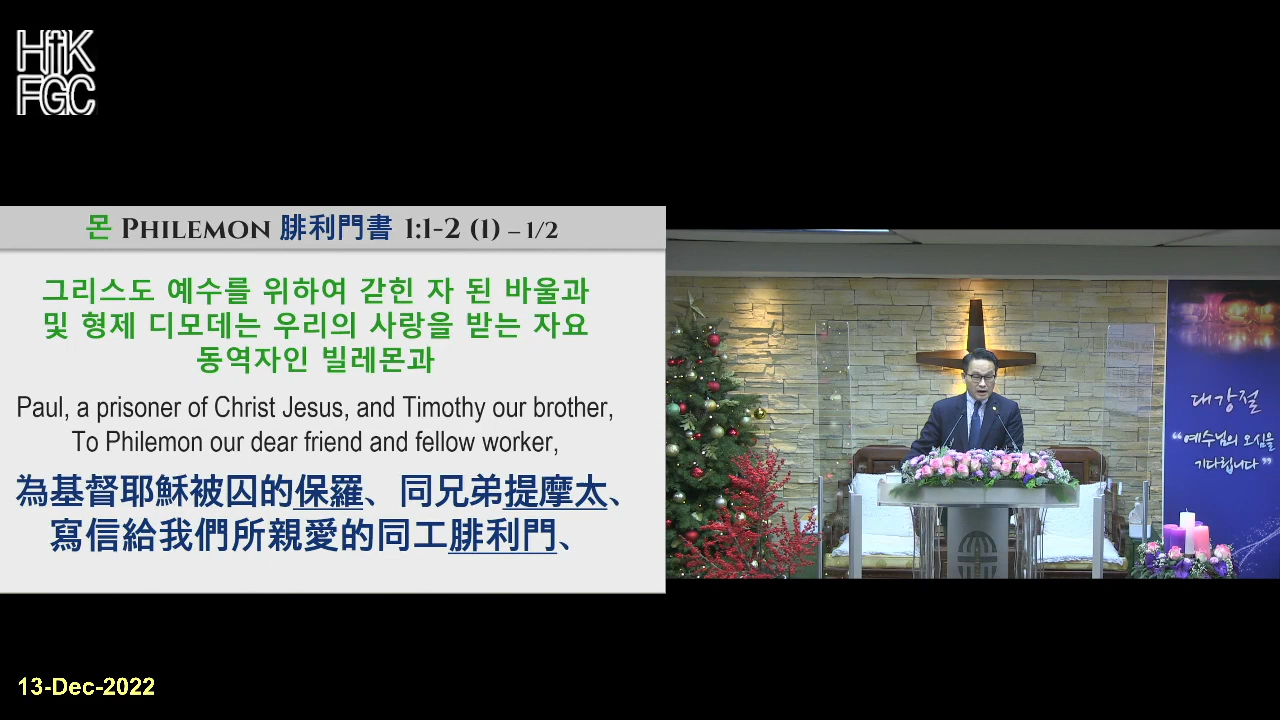 HKFGC
몬 PHILEMON 腓利門書 1:1-2 (1) – 1/2
그리스도 예수를 위하여 갇힌 자 된 바울과
및 형제 디모데는 우리의 사랑을 받는 자요
동역자인 빌레몬과
Paul, a prisoner of Christ Jesus, and Timothy our brother,
To Philemon our dear friend and fellow worker,
為基督耶穌被囚的保羅、同兄弟提摩太、
寫信給我們所親愛的同工腓利門、
대강절
“예수님의 오심을
기다립니다”
13-Dec-2022